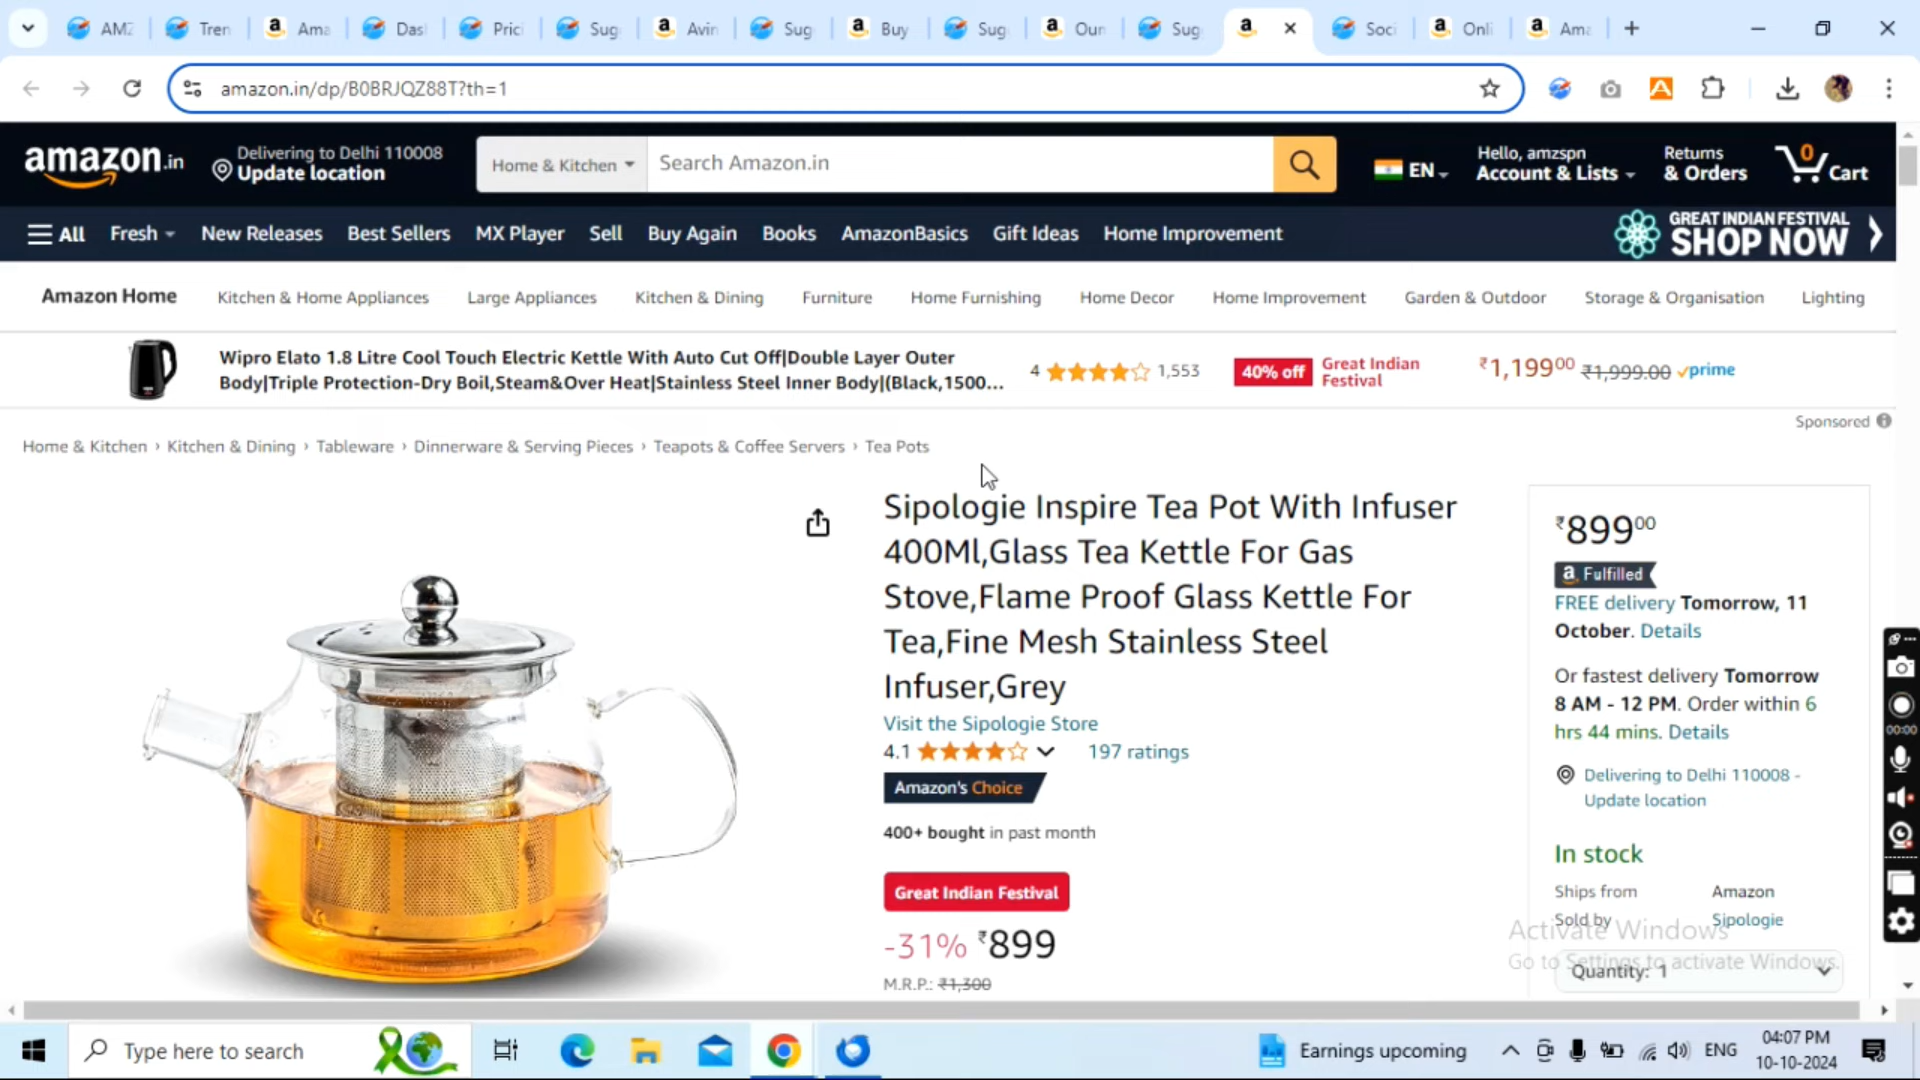 AMZ
Tren
Ama
Das
Pric
Sug
Avin
Sug
Buy
Sug
Our
Sug
Soci
Onli
Ama
amazon.in/dp/B0BRJQZ88T?th=1
amazon.in
Delivering to Delhi 110008
Update location
Home & Kitchen
Search Amazon.in
EN
Hello, amzspn
Account & Lists
Returns
& Orders
0
Cart
All
Fresh
New Releases
Best Sellers
MX Player
Sell
Buy Again
Books
AmazonBasics
Gift Ideas
Home Improvement
GREAT INDIAN FESTIVAL
SHOP NOW
Amazon Home
Kitchen & Home Appliances
Large Appliances
Kitchen & Dining
Furniture
Home Furnishing
Home Decor
Home Improvement
Garden & Outdoor
Storage & Organisation
Lighting
Wipro Elato 1.8 Litre Cool Touch Electric Kettle With Auto Cut Off|Double Layer Outer
Body|Triple Protection-Dry Boil,Steam&Over Heat|Stainless Steel Inner Body|(Black,1500...
4
1,553
40% off
Great Indian
Festival
₹1,19900 ₹1,999.00 prime
Sponsored
Home & Kitchen › Kitchen & Dining › Tableware › Dinnerware & Serving Pieces › Teapots & Coffee Servers › Tea Pots
Sipologie Inspire Tea Pot With Infuser
400Ml,Glass Tea Kettle For Gas
Stove,Flame Proof Glass Kettle For
Tea,Fine Mesh Stainless Steel
Infuser,Grey
Visit the Sipologie Store
4.1
197 ratings
Amazon's Choice
400+ bought in past month
Great Indian Festival
-31% ₹899
M.R.P.: ₹1,300
₹89900
a Fulfilled
FREE delivery Tomorrow, 11
October. Details
Or fastest delivery Tomorrow
8 AM - 12 PM. Order within 6
hrs 44 mins. Details
Delivering to Delhi 110008 -
Update location
In stock
Ships from Amazon
Sold by Sipologie
Quantity: 1
Activate Windows
Go to Settings to activate Windows.
00:00
Type here to search
Earnings upcoming
ENG
04:07 PM
10-10-2024